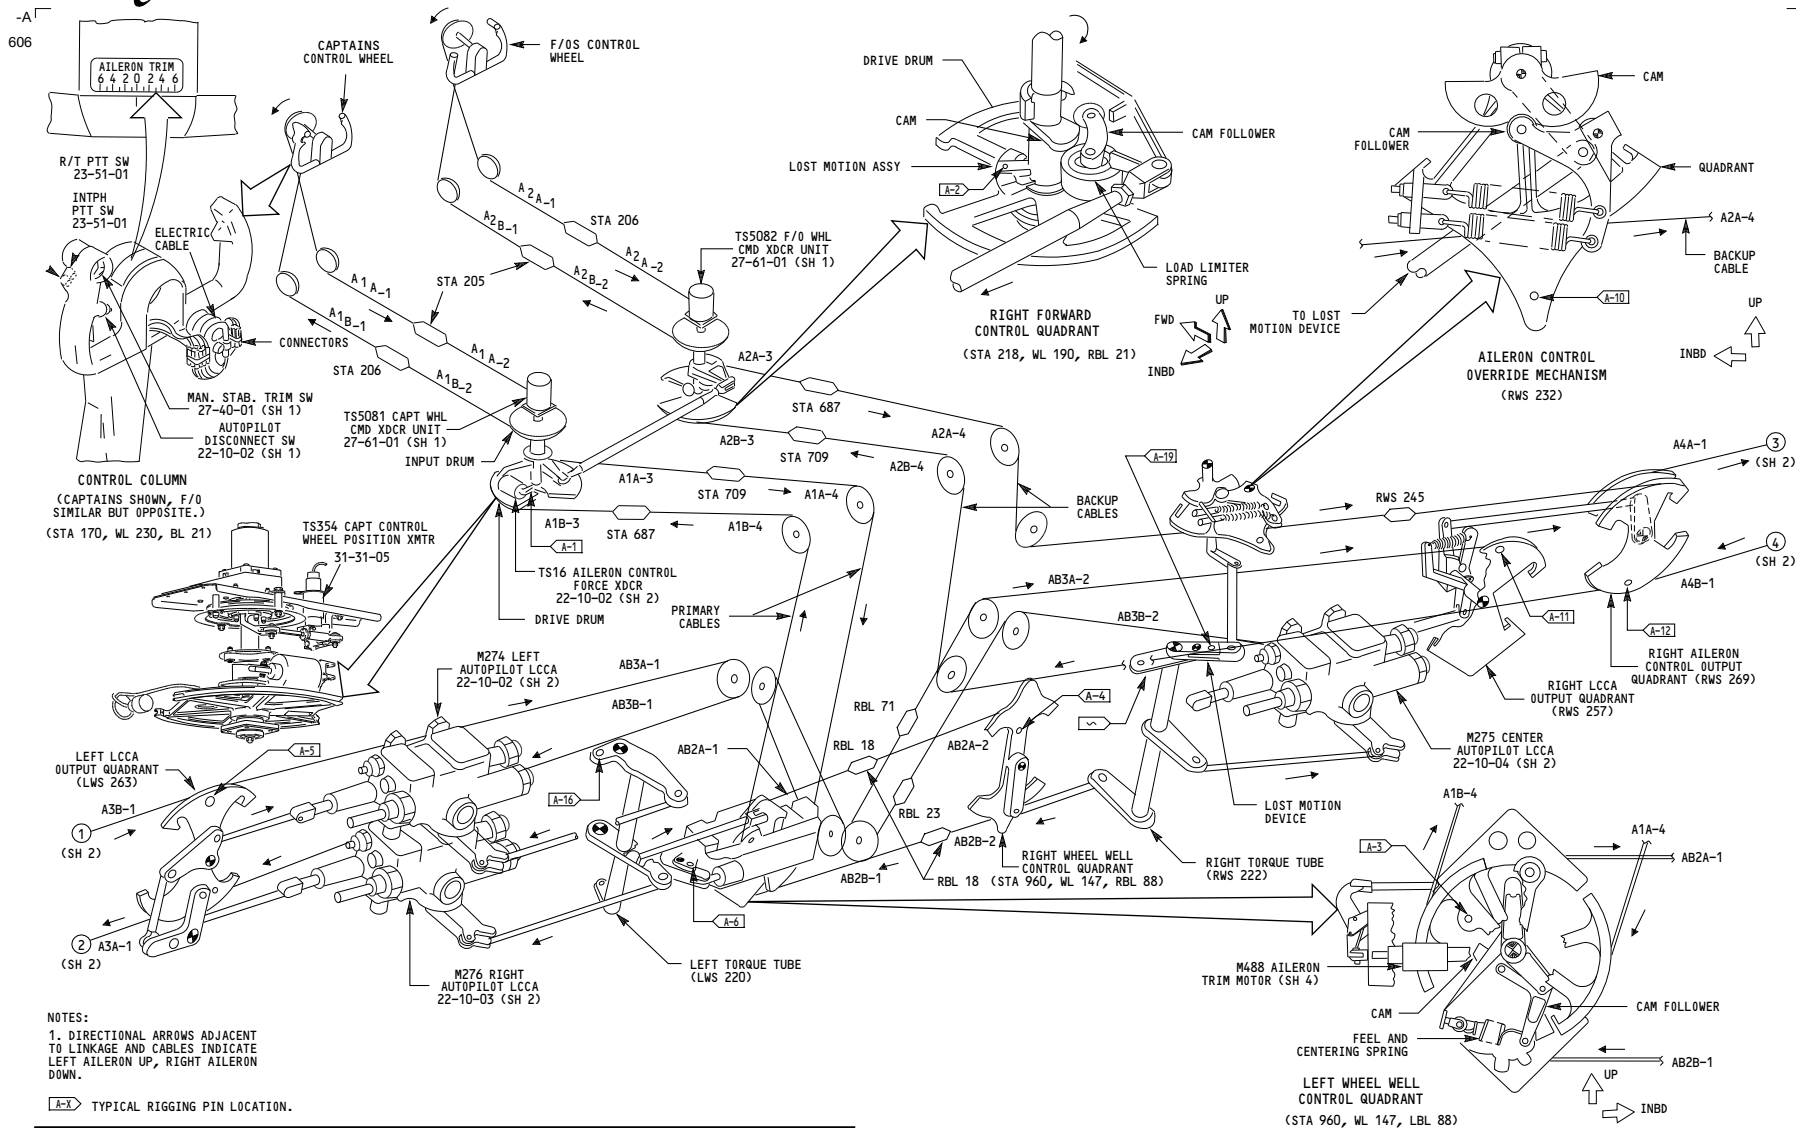 -A
606
AILERON TRIM
6 4 2 0 2 4 6
R/T PTT SW
23-51-01
INTPH
PTT SW
23-51-01
ELECTRIC
CABLE
CONNECTORS
MAN. STAB. TRIM SW
27-40-01 (SH 1)
AUTOPILOT
DISCONNECT SW
22-10-02 (SH 1)
CONTROL COLUMN
(CAPTAINS SHOWN, F/O
SIMILAR BUT OPPOSITE.)
(STA 170, WL 230, BL 21)
CAPTAINS
CONTROL WHEEL
F/OS CONTROL
WHEEL
A2A-1
STA 206
A2B-1
A2A-2
A2B-2
STA 205
A1A-1
A1B-1
A1A-2
STA 206
A1B-2
TS5082 F/O WHL
CMD XDCR UNIT
27-61-01 (SH 1)
TS5081 CAPT WHL
CMD XDCR UNIT
27-61-01 (SH 1)
INPUT DRUM
A2A-3
STA 687
A2A-4
A2B-3
STA 709
A2B-4
A1A-3
STA 709
A1A-4
A1B-3
STA 687
A1B-4
A-1
TS16 AILERON CONTROL
FORCE XDCR
22-10-02 (SH 2)
DRIVE DRUM
PRIMARY
CABLES
BACKUP
CABLES
DRIVE DRUM
CAM
LOST MOTION ASSY
A-2
CAM FOLLOWER
LOAD LIMITER
SPRING
RIGHT FORWARD
CONTROL QUADRANT
(STA 218, WL 190, RBL 21)
UP
FWD
INBD
CAM
CAM
FOLLOWER
QUADRANT
A2A-4
BACKUP
CABLE
A-10
TO LOST
MOTION DEVICE
UP
INBD
AILERON CONTROL
OVERRIDE MECHANISM
(RWS 232)
TS354 CAPT CONTROL
WHEEL POSITION XMTR
31-31-05
A-19
RWS 245
A4A-1
3
(SH 2)
4
(SH 2)
A4B-1
A-11
A-12
RIGHT AILERON
CONTROL OUTPUT
QUADRANT (RWS 269)
RIGHT LCCA
OUTPUT QUADRANT
(RWS 257)
M275 CENTER
AUTOPILOT LCCA
22-10-04 (SH 2)
AB3A-2
AB3B-2
M274 LEFT
AUTOPILOT LCCA
22-10-02 (SH 2)
AB3A-1
AB3B-1
RBL 71
RBL 18
AB2A-1
AB2A-2
A-4
RBL 23
AB2B-2
AB2B-1
RBL 18
RIGHT WHEEL WELL
CONTROL QUADRANT
(STA 960, WL 147, RBL 88)
LOST MOTION
DEVICE
RIGHT TORQUE TUBE
(RWS 222)
LEFT LCCA
OUTPUT QUADRANT
(LWS 263)
A-5
A3B-1
1
(SH 2)
2
A3A-1
(SH 2)
A-16
A-6
LEFT TORQUE TUBE
(LWS 220)
M276 RIGHT
AUTOPILOT LCCA
22-10-03 (SH 2)
A1B-4
A1A-4
A-3
AB2A-1
M488 AILERON
TRIM MOTOR (SH 4)
CAM
CAM FOLLOWER
FEEL AND
CENTERING SPRING
AB2B-1
UP
INBD
LEFT WHEEL WELL
CONTROL QUADRANT
(STA 960, WL 147, LBL 88)
NOTES:
1. DIRECTIONAL ARROWS ADJACENT
TO LINKAGE AND CABLES INDICATE
LEFT AILERON UP, RIGHT AILERON
DOWN.
A-X TYPICAL RIGGING PIN LOCATION.